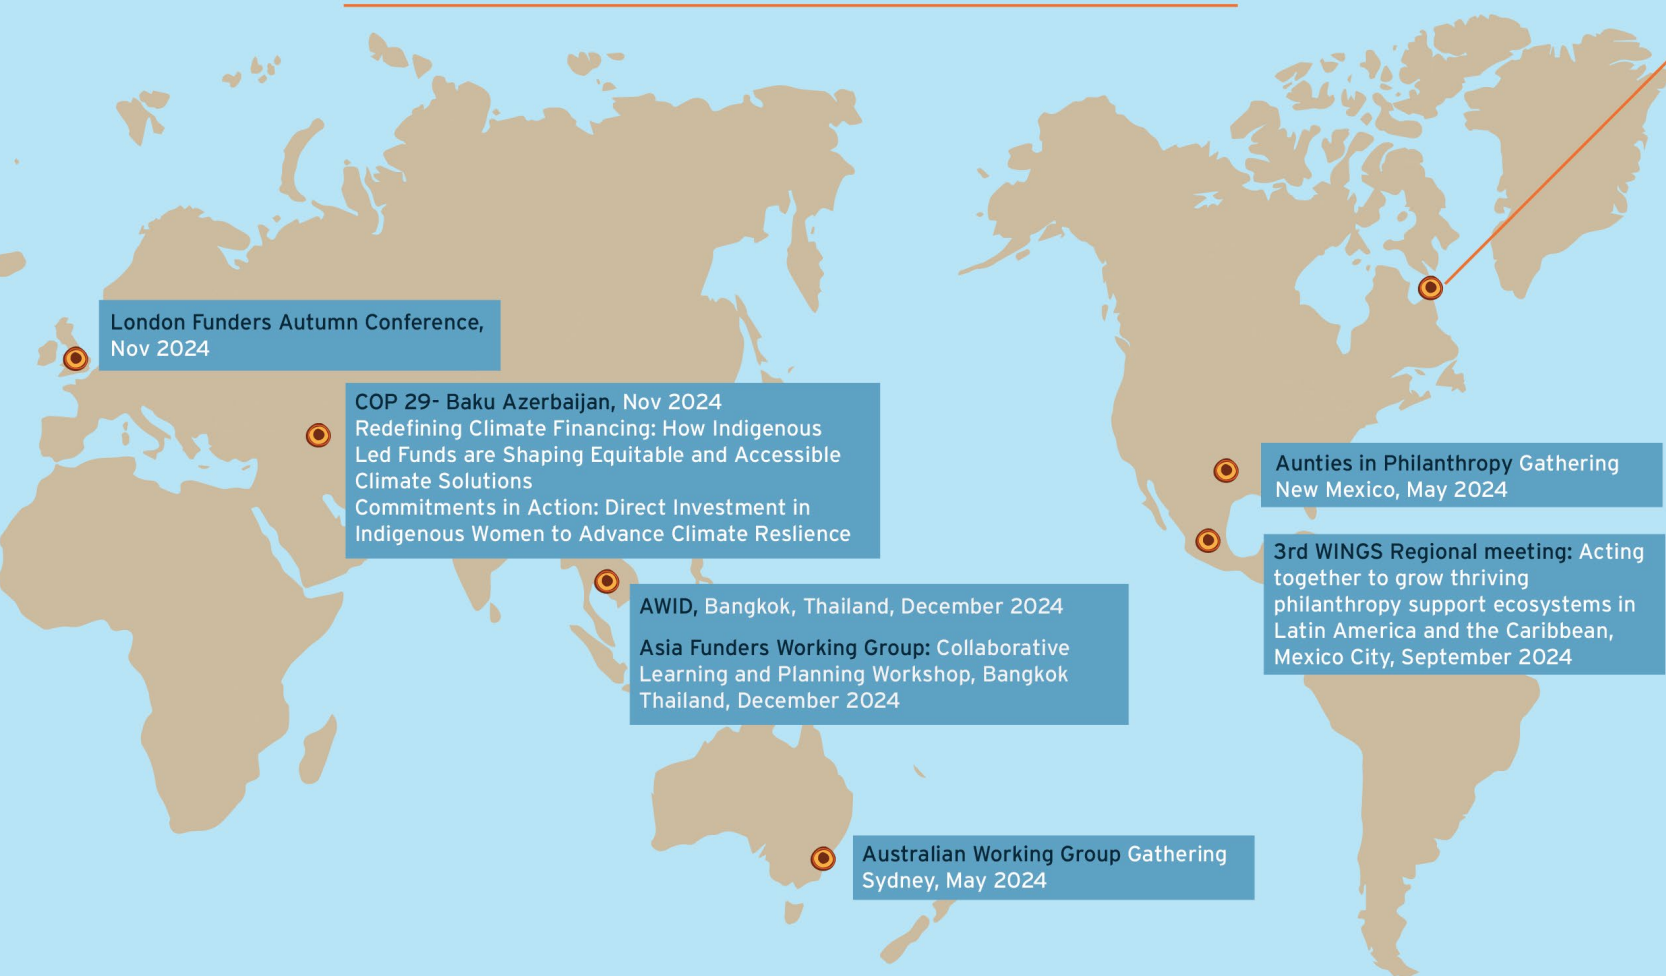 London Funders Autumn Conference,
Nov 2024
COP 29- Baku Azerbaijan, Nov 2024
Redefining Climate Financing: How Indigenous
Led Funds are Shaping Equitable and Accessible
Climate Solutions
Commitments in Action: Direct Investment in
Indigenous Women to Advance Climate Reslience
Aunties in Philanthropy Gathering
New Mexico, May 2024
3rd WINGS Regional meeting: Acting
together to grow thriving
philanthropy support ecosystems in
Latin America and the Caribbean,
Mexico City, September 2024
AWID, Bangkok, Thailand, December 2024
Asia Funders Working Group: Collaborative
Learning and Planning Workshop, Bangkok
Thailand, December 2024
Australian Working Group Gathering
Sydney, May 2024